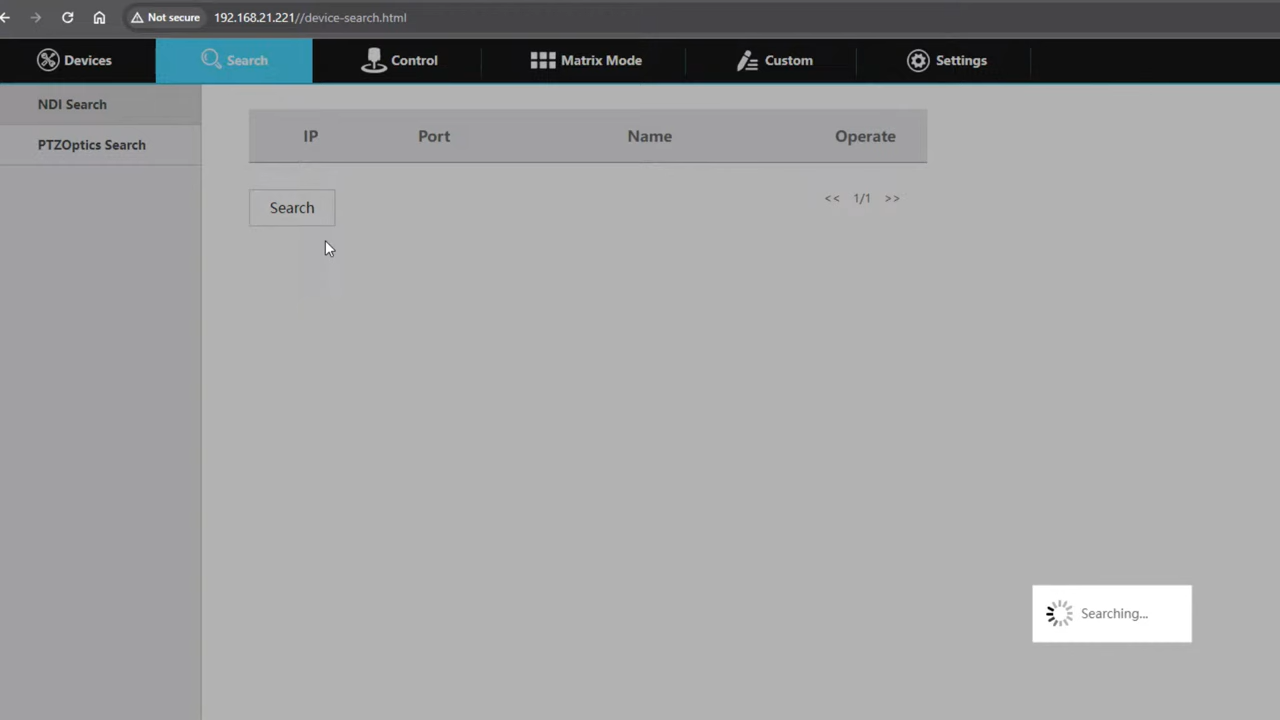 Not secure 192.168.21.221//device-search.html
Devices Search Control Matrix Mode Custom Settings
NDI Search
PTZOptics Search
IP Port Name Operate
Search << 1/1 >>
Searching...